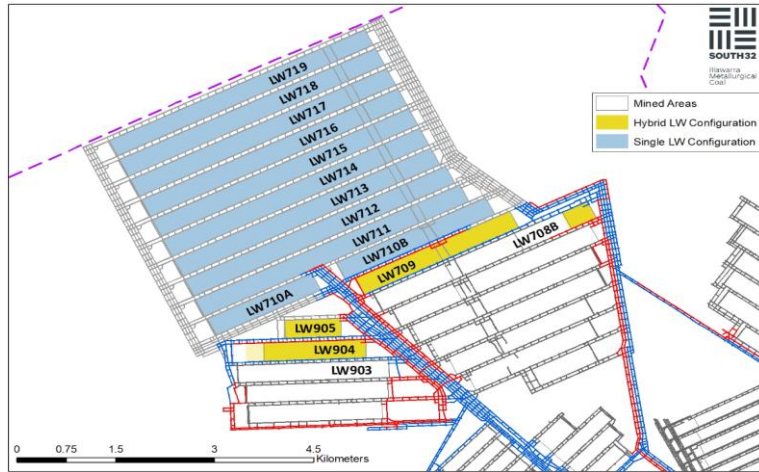 SOUTH32
Illawarra
Metallurgical
Coal
Mined Areas
Hybrid LW Configuration
Single LW Configuration
LW719
LW718
LW717
LW716
LW715
LW714
LW713
LW712
LW711
LW710B
LW709
LW708B
LW710A
LW905
LW904
LW903
0 0.75 1.5 3 4.5
Kilometers